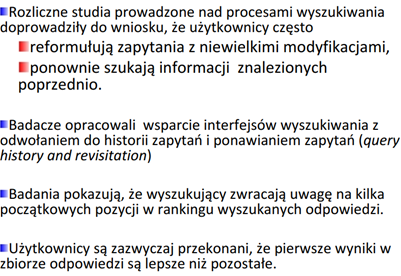 Rozliczne studia prowadzone nad procesami wyszukiwania
doprowadziły do wniosku, że użytkownicy często
reformułują zapytania z niewielkimi modyfikacjami,
ponownie szukają informacji znalezionych
poprzednio.
Badacze opracowali wsparcie interfejsów wyszukiwania z
odwołaniem do historii zapytań i ponawianiem zapytań (query
history and revisitation)
Badania pokazują, że wyszukujący zwracają uwagę na kilka
początkowych pozycji w rankingu wyszukanych odpowiedzi.
Użytkownicy są zazwyczaj przekonani, że pierwsze wyniki w
zbiorze odpowiedzi są lepsze niż pozostałe.